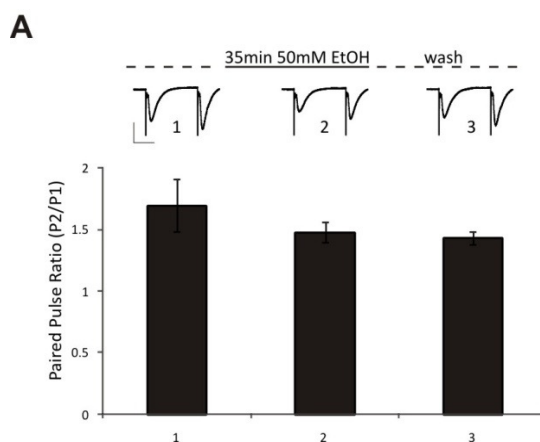 A
35min 50mM EtOH wash
1 2 3
Paired Pulse Ratio (P2/P1)
2
1.5
1
0.5
0
1 2 3